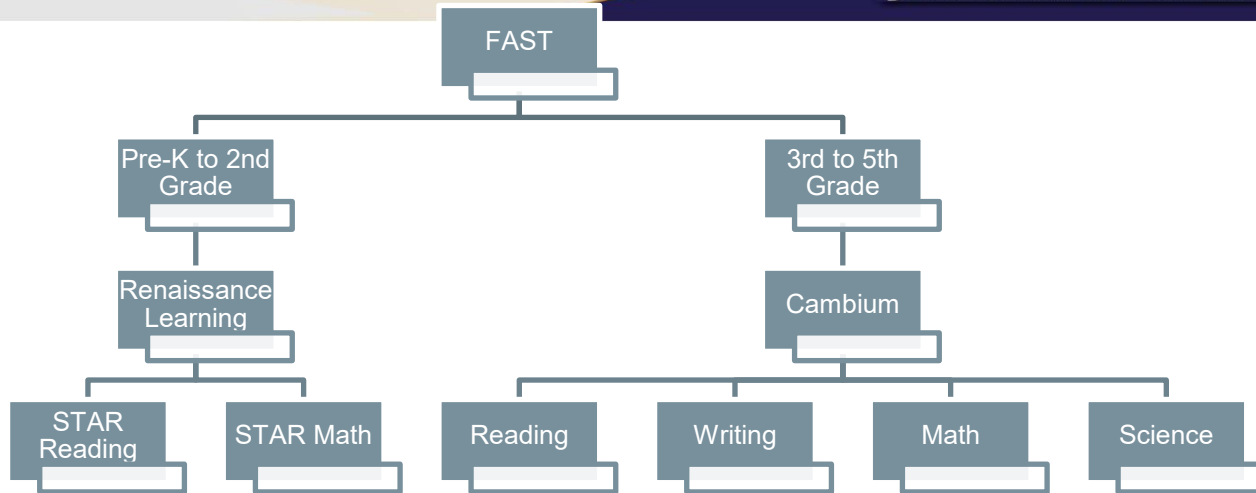 FAST
Pre-K to 2nd
Grade
3rd to 5th
Grade
Renaissance
Learning
Cambium
STAR
Reading
STAR Math
Reading
Writing
Math
Science